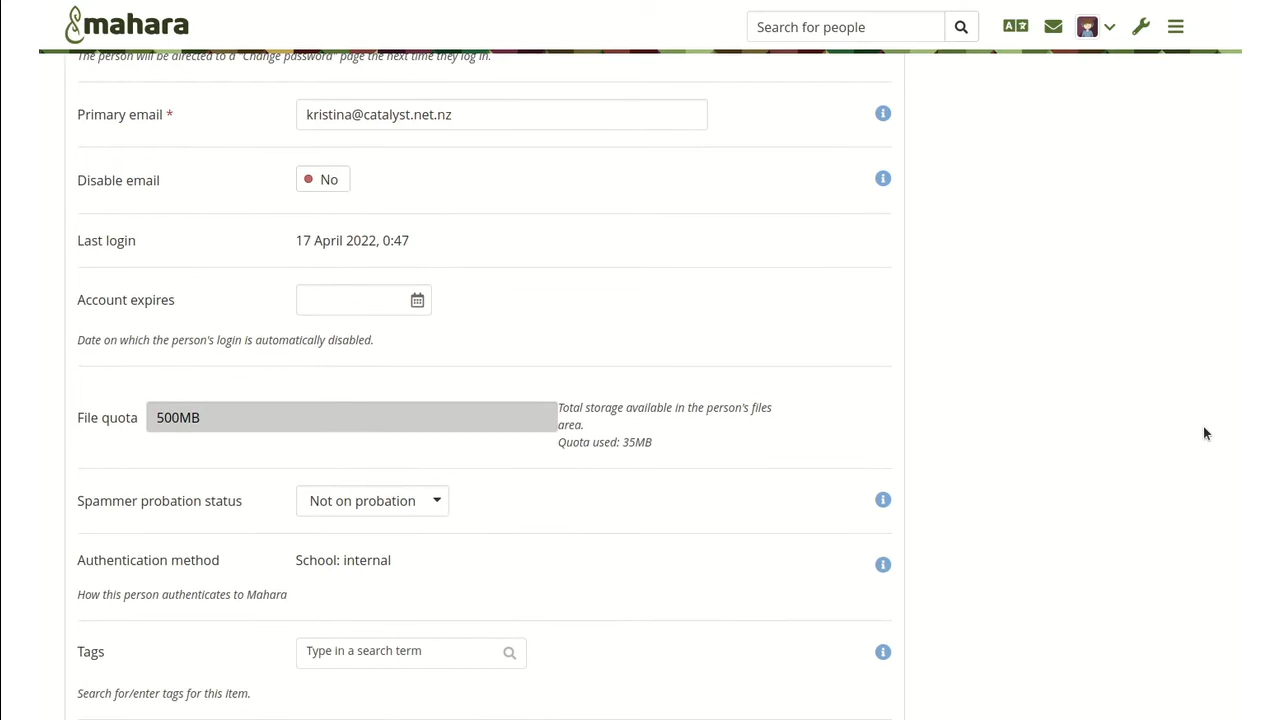 mahara
Search for people
The person will be directed to a "Change password" page the next time they log in.
Primary email *
kristina@catalyst.net.nz
Disable email
No
Last login
17 April 2022, 0:47
Account expires
Date on which the person's login is automatically disabled.
File quota
500MB
Total storage available in the person's files
area.
Quota used: 35MB
Spammer probation status
Not on probation
Authentication method
School: internal
How this person authenticates to Mahara
Tags
Type in a search term
Search for/enter tags for this item.